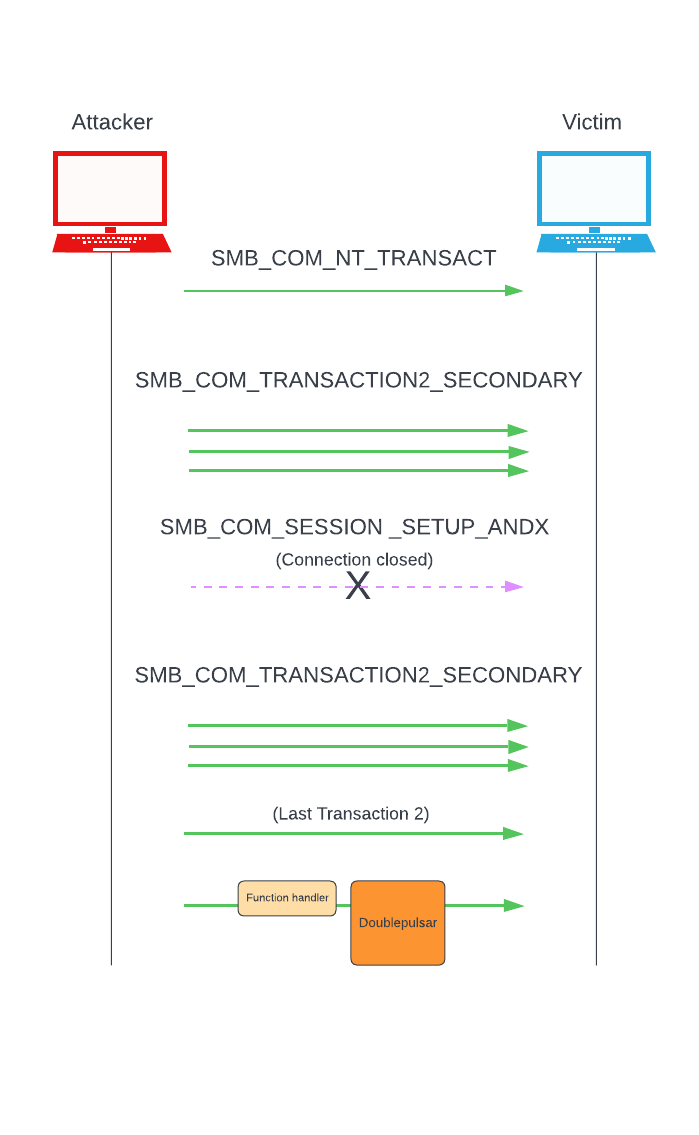 Attacker
Victim
SMB_COM_NT_TRANSACT
SMB_COM_TRANSACTION2_SECONDARY
SMB_COM_SESSION _SETUP_ANDX
(Connection closed)
X
SMB_COM_TRANSACTION2_SECONDARY
(Last Transaction 2)
Function handler
Doublepulsar